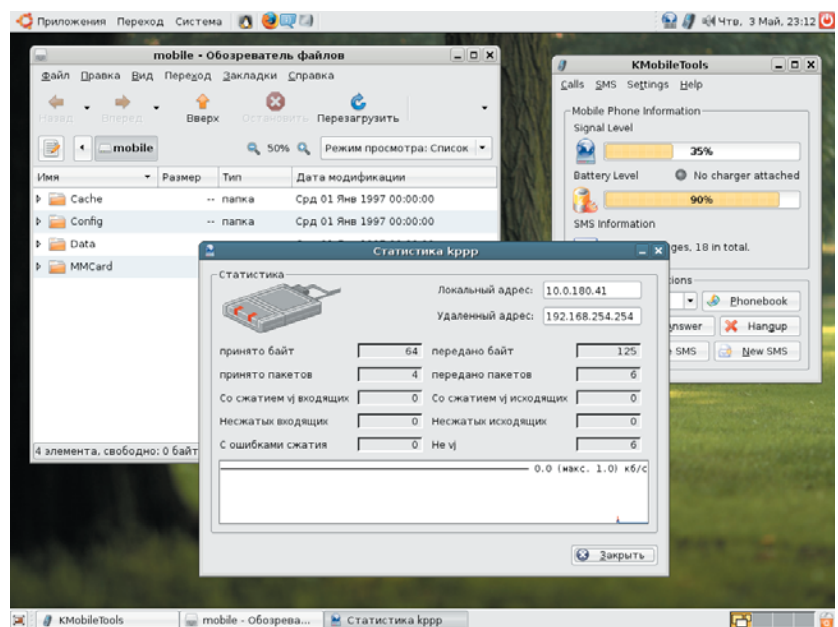 Приложения Переход Система
Чтв, 3 Май, 23:12
mobile - Обозреватель файлов
Файл Правка Вид Переход Закладки Справка
Назад Вперед Вверх Остановить Перезагрузить
mobile 50% Режим просмотра: Список
Имя Размер Тип Дата модификации
Cache -- папка Срд 01 Янв 1997 00:00:00
Config -- папка Срд 01 Янв 1997 00:00:00
Data
MMCard
4 элемента, свободно: 0 байт
KMobileTools
Calls SMS Settings Help
Mobile Phone Information
Signal Level
35%
Battery Level No charger attached
90%
SMS Information
18 in total.
Phonebook
Hangup
SMS New SMS
Статистика kppp
Статистика
Локальный адрес: 10.0.180.41
Удаленный адрес: 192.168.254.254
принято байт 64 передано байт 125
принято пакетов 4 передано пакетов 6
Со сжатием vj входящих 0 Со сжатием vj исходящих 0
Несжатых входящих 0 Несжатых исходящих 0
С ошибками сжатия 0 Не vj 6
0.0 (макс. 1.0) кб/с
Закрыть
KMobileTools mobile - Обозрева... Статистика kppp